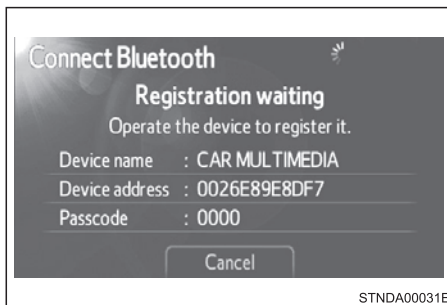 Connect Bluetooth
Registration waiting
Operate the device to register it.
Device name : CAR MULTIMEDIA
Device address : 0026E89E8DF7
Passcode : 0000
Cancel
STNDA00031E